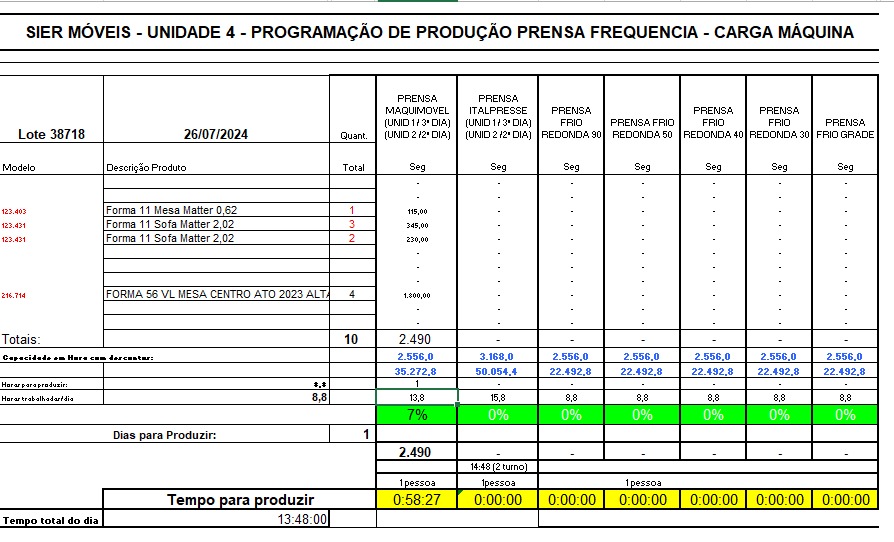 SIER MÓVEIS - UNIDADE 4 - PROGRAMAÇÃO DE PRODUÇÃO PRENSA FREQUENCIA - CARGA MÁQUINA
Lote 38718 26/07/2024 Quant. PRENSA MAQUIMOVEL (UNID 1 / 3ª DIA) (UNID 2 /2ª DIA) PRENSA ITALPRESSE (UNID 1 / 3ª DIA) (UNID 2 /2ª DIA) PRENSA FRIO REDONDA 90 PRENSA FRIO REDONDA 50 PRENSA FRIO REDONDA 40 PRENSA FRIO REDONDA 30 PRENSA FRIO GRADE
Modelo Descrição Produto Total Seg Seg Seg Seg Seg Seg Seg
- - - - - - -
- - - - - - -
123.403 Forma 11 Mesa Matter 0,62 1 115,00 - - - - - -
123.431 Forma 11 Sofa Matter 2,02 3 345,00 - - - - - -
123.431 Forma 11 Sofa Matter 2,02 2 230,00 - - - - - -
- - - - - - -
- - - - - - -
- - - - - - -
216.714 FORMA 56 VL MESA CENTRO ATO 2023 ALTA 4 1.800,00 - - - - - -
- - - - - - -
- - - - - - -
Totais: 10 2.490 - - - - - -
Capacidade em Hora com descontar: 2.556,0 3.168,0 2.556,0 2.556,0 2.556,0 2.556,0 2.556,0
35.272,8 50.054,4 22.492,8 22.492,8 22.492,8 22.492,8 22.492,8
Horas para produzir: 8,8 1 - - - - - -
Horas trabalhadas/dia 8,8 13,8 15,8 8,8 8,8 8,8 8,8 8,8
7% 0% 0% 0% 0% 0% 0%
Dias para Produzir: 1
2.490 - - - - - -
14:48 (2 turno)
1 pessoa 1pessoa 1 pessoa
Tempo para produzir 0:58:27 0:00:00 0:00:00 0:00:00 0:00:00 0:00:00 0:00:00
Tempo total do dia 13:48:00